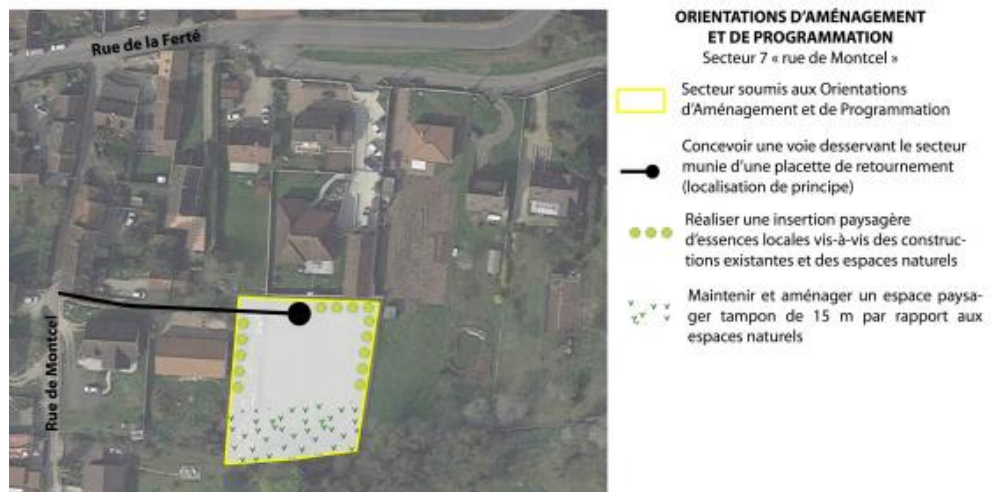 Rue de la Ferté
Rue de Montcel
ORIENTATIONS D’AMÉNAGEMENT
ET DE PROGRAMMATION
Secteur 7 « rue de Montcel »
Secteur soumis aux Orientations
d’Aménagement et de Programmation
Concevoir une voie desservant le secteur
munie d’une placette de retournement
(localisation de principe)
Réaliser une insertion paysagère
d’essences locales vis-à-vis des construc-
tions existantes et des espaces naturels
Maintenir et aménager un espace paysa-
ger tampon de 15 m par rapport aux
espaces naturels